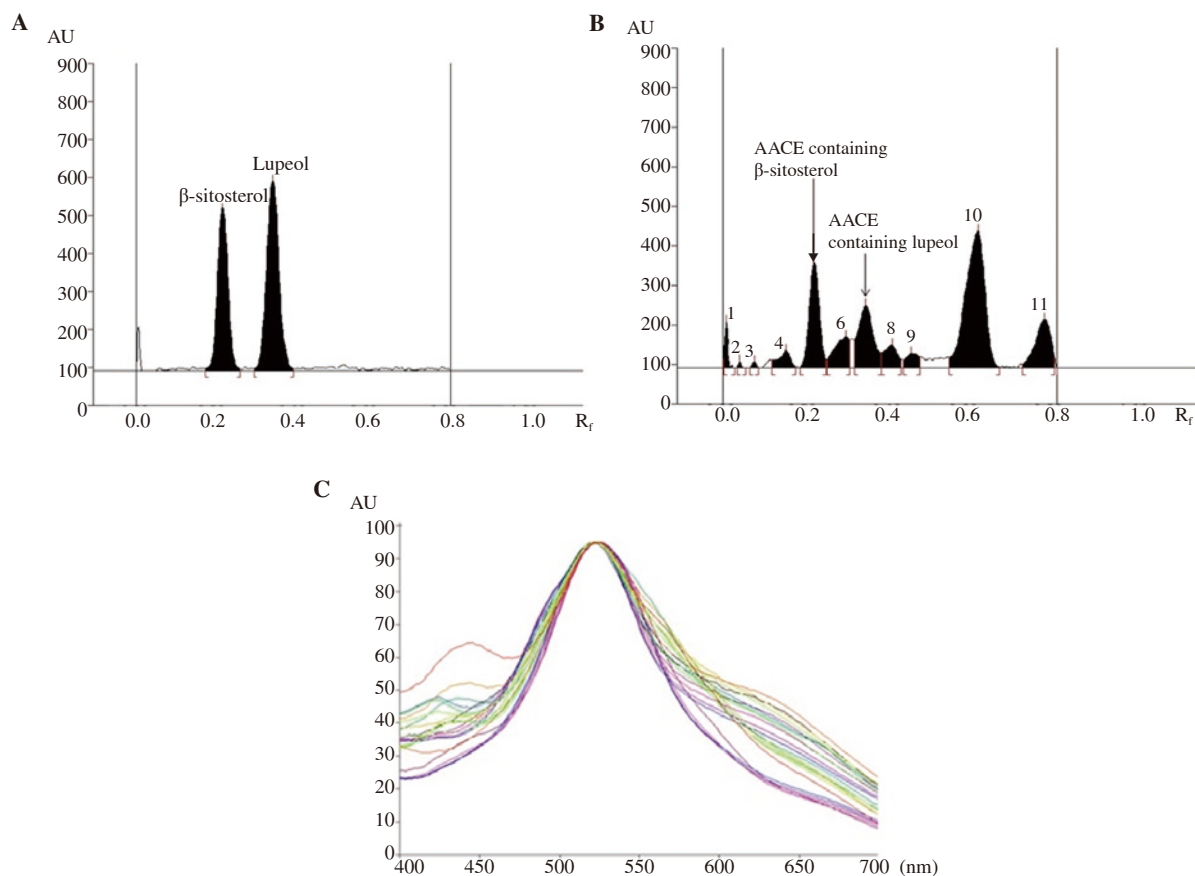 A
AU
900
800
700
600
500
400
300
200
100
0
β-sitosterol
Lupeol
0.0 0.2 0.4 0.6 0.8 1.0 Rf
B
AU
900
800
700
600
500
400
300
200
100
0
AACE containing
β-sitosterol
AACE
containing lupeol
1
2
3
4
6
8
9
10
11
0.0 0.2 0.4 0.6 0.8 1.0 Rf
C
AU
100
90
80
70
60
50
40
30
20
10
0
400 450 500 550 600 650 700 (nm)